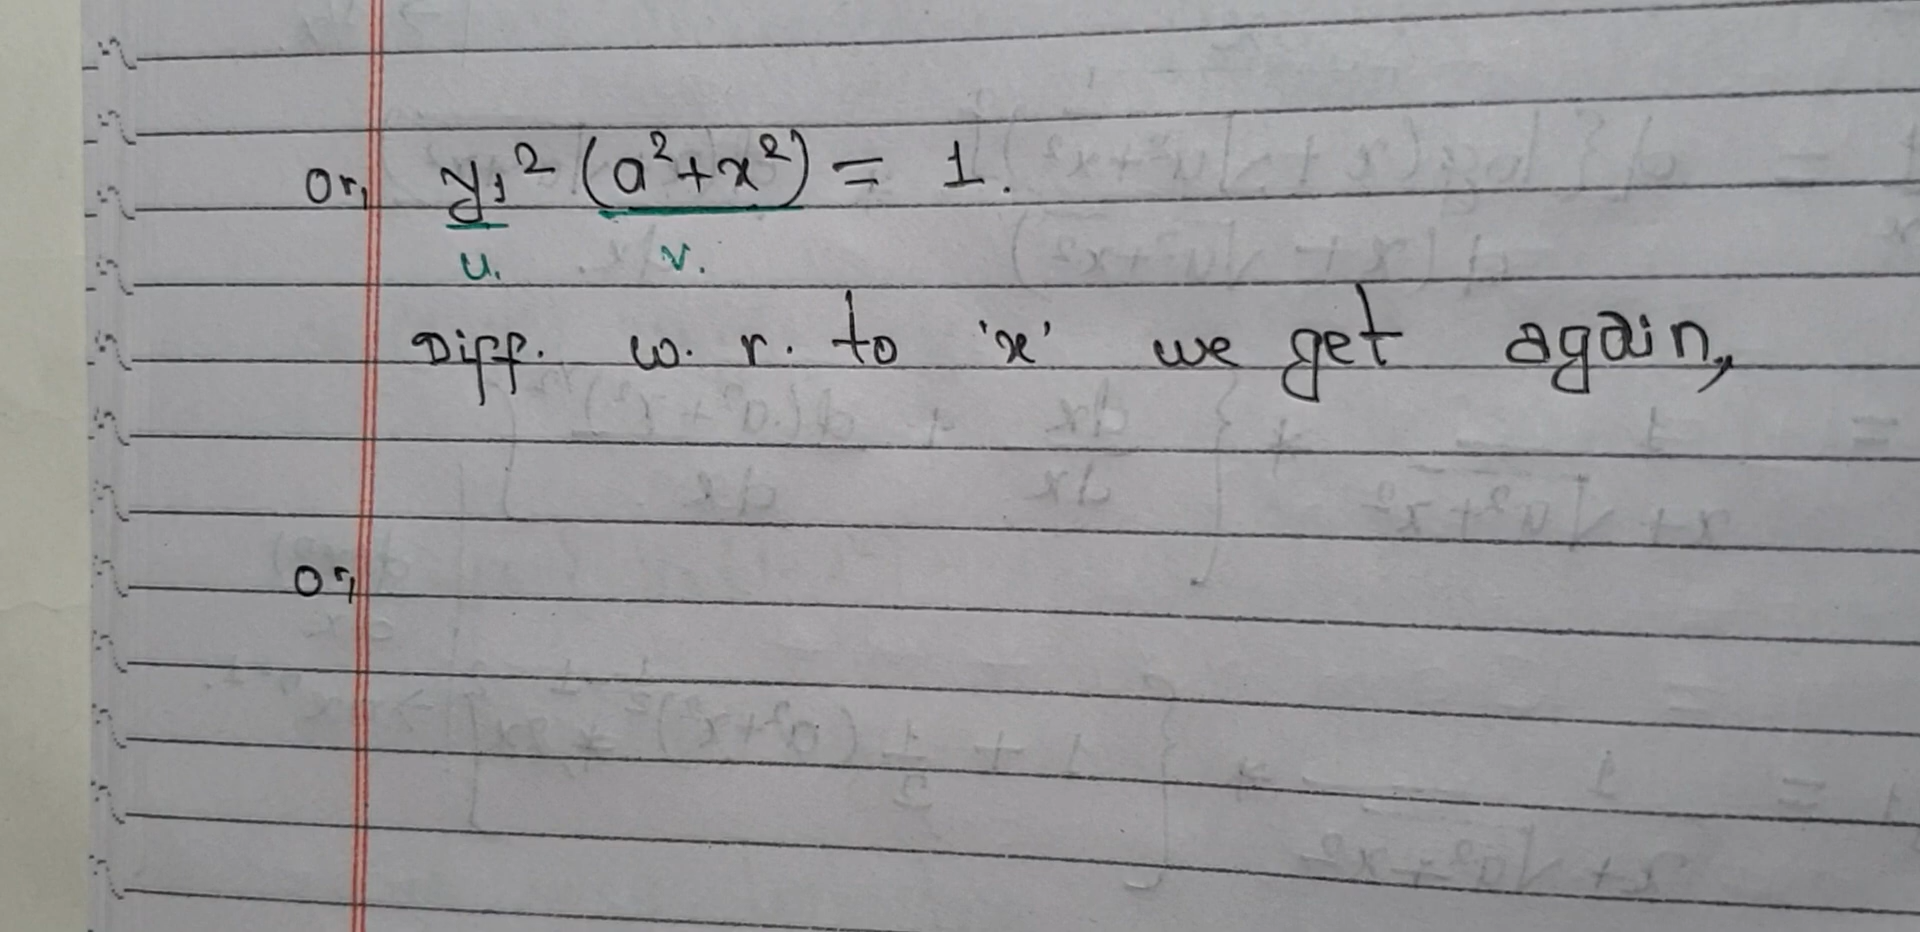 Or, y₁² (a²+x²) = 1.
u. v.
Diff. w. r. to 'x' we get again,
Or,